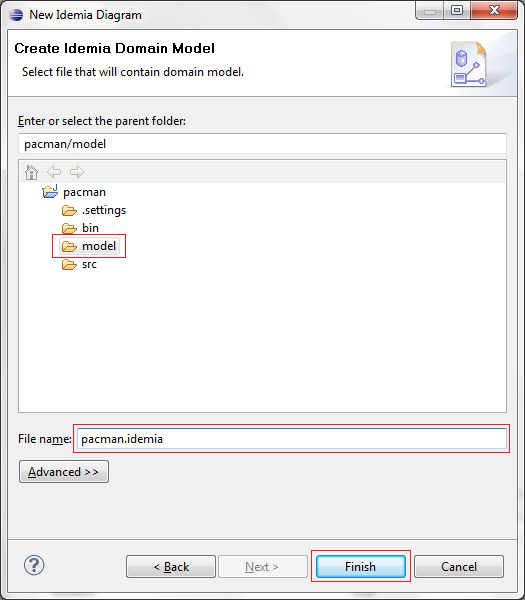 New Idemia Diagram
Create Idemia Domain Model
Select file that will contain domain model.
Enter or select the parent folder:
pacman/model
pacman
.settings
bin
model
src
File name: pacman.idemia
Advanced >>
? < Back Next > Finish Cancel